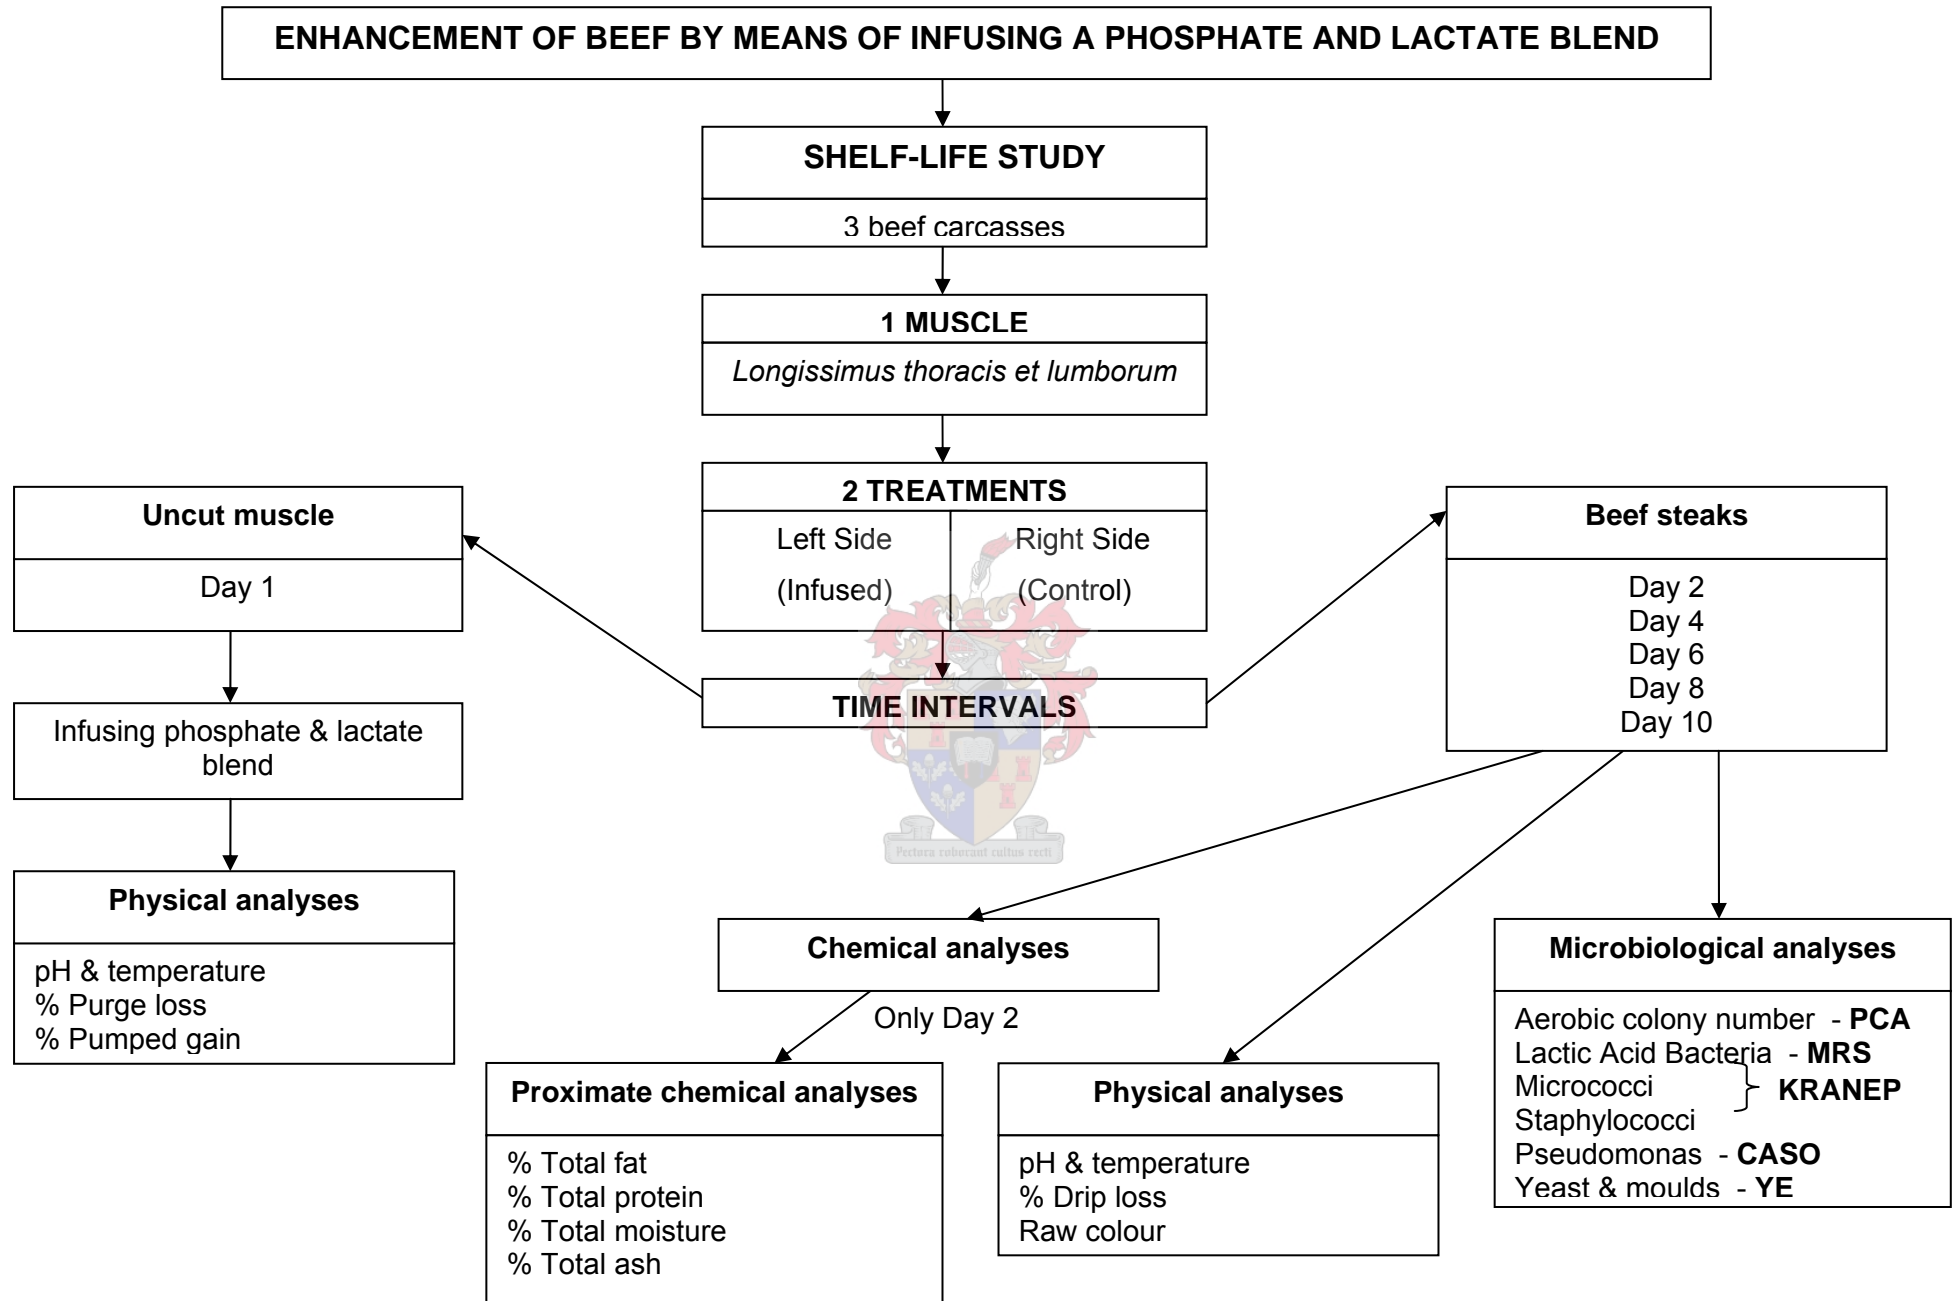 ENHANCEMENT OF BEEF BY MEANS OF INFUSING A PHOSPHATE AND LACTATE BLEND
SHELF-LIFE STUDY
3 beef carcasses
1 MUSCLE
Longissimus thoracis et lumborum
2 TREATMENTS
Left Side
(Infused)
Right Side
(Control)
TIME INTERVALS
Uncut muscle
Day 1
Infusing phosphate & lactate
blend
Physical analyses
pH & temperature
% Purge loss
% Pumped gain
Beef steaks
Day 2
Day 4
Day 6
Day 8
Day 10
Pectora roborant cultus recti
Chemical analyses
Only Day 2
Proximate chemical analyses
% Total fat
% Total protein
% Total moisture
% Total ash
Physical analyses
pH & temperature
% Drip loss
Raw colour
Microbiological analyses
Aerobic colony number - PCA
Lactic Acid Bacteria - MRS
Micrococci
KRANEP
Staphylococci
Pseudomonas - CASO
Yeast & moulds - YE